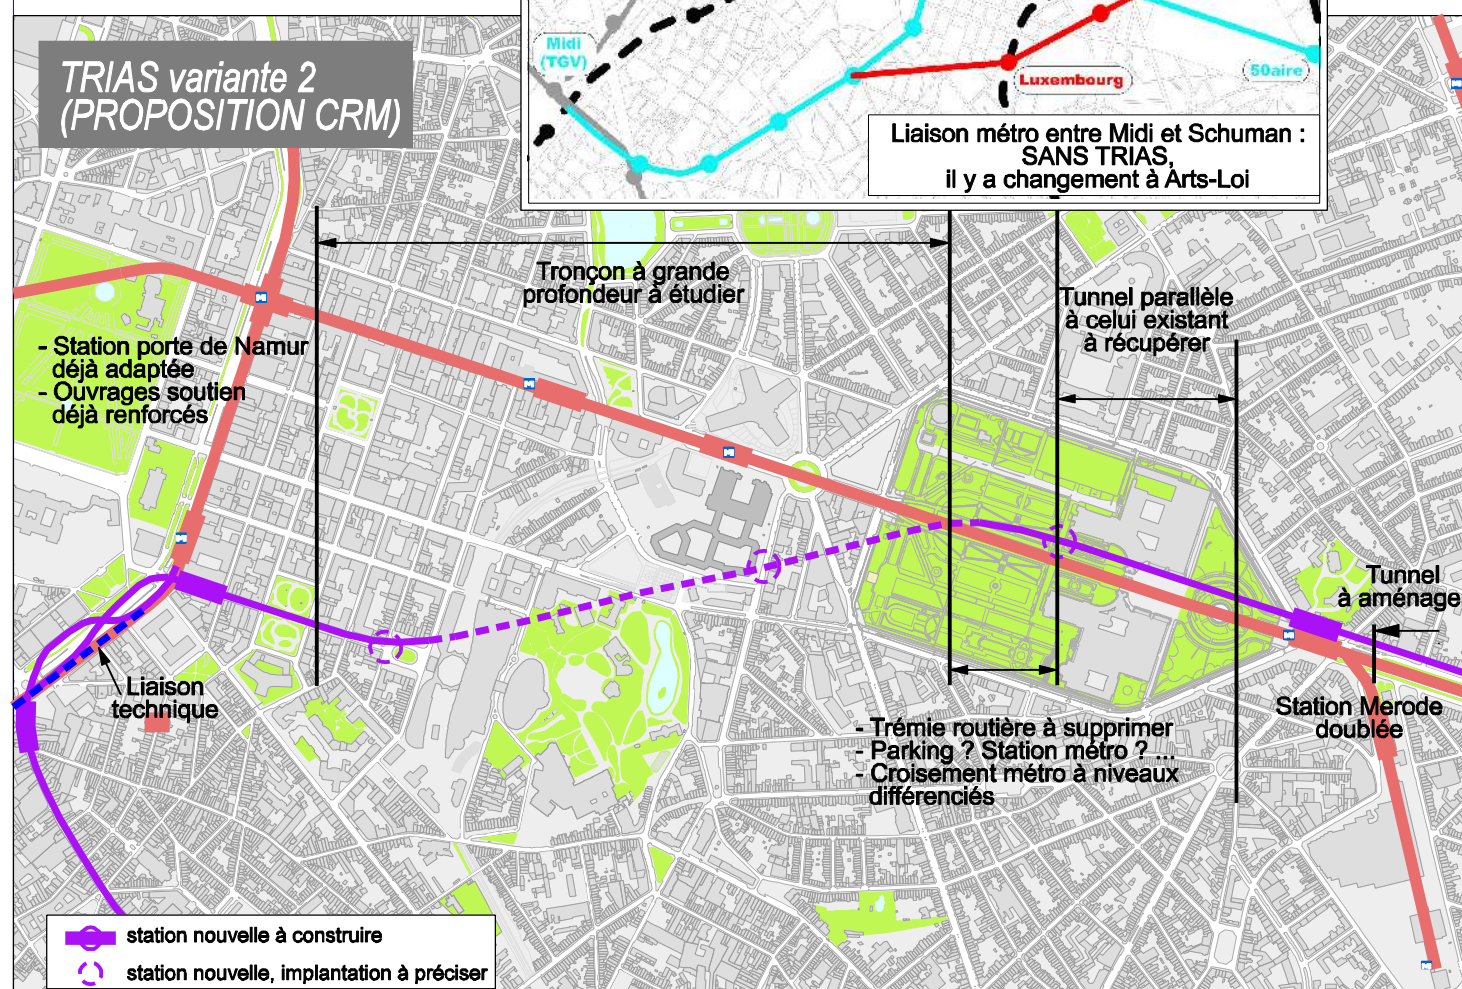 TRIAS variante 2
(PROPOSITION CRM)
Midi
(TGV)
Luxembourg
50aire
Liaison métro entre Midi et Schuman :
SANS TRIAS,
il y a changement à Arts-Loi
Tronçon à grande
profondeur à étudier
Tunnel parallèle
à celui existant
à récupérer
- Station porte de Namur
déjà adaptée
- Ouvrages soutien
déjà renforcés
Tunnel
à aménage
Liaison
technique
Station Merode
doublée
- Trémie routière à supprimer
- Parking ? Station métro ? ...
- Croisement métro à niveaux
différenciés
station nouvelle à construire
station nouvelle, implantation à préciser